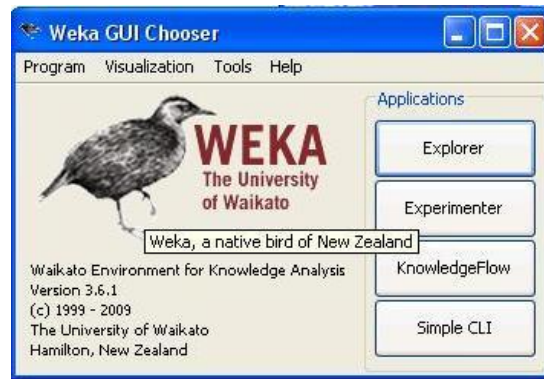 Weka GUI Chooser
Program Visualization Tools Help
WEKA
The University
of Waikato
Weka, a native bird of New Zealand
Waikato Environment for Knowledge Analysis
Version 3.6.1
(c) 1999 - 2009
The University of Waikato
Hamilton, New Zealand
Applications
Explorer
Experimenter
KnowledgeFlow
Simple CLI